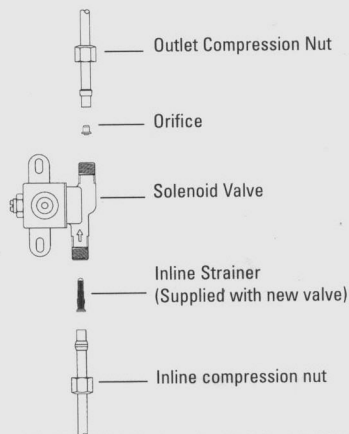 Outlet Compression Nut
Orifice
Solenoid Valve
Inline Strainer
(Supplied with new valve)
Inline compression nut